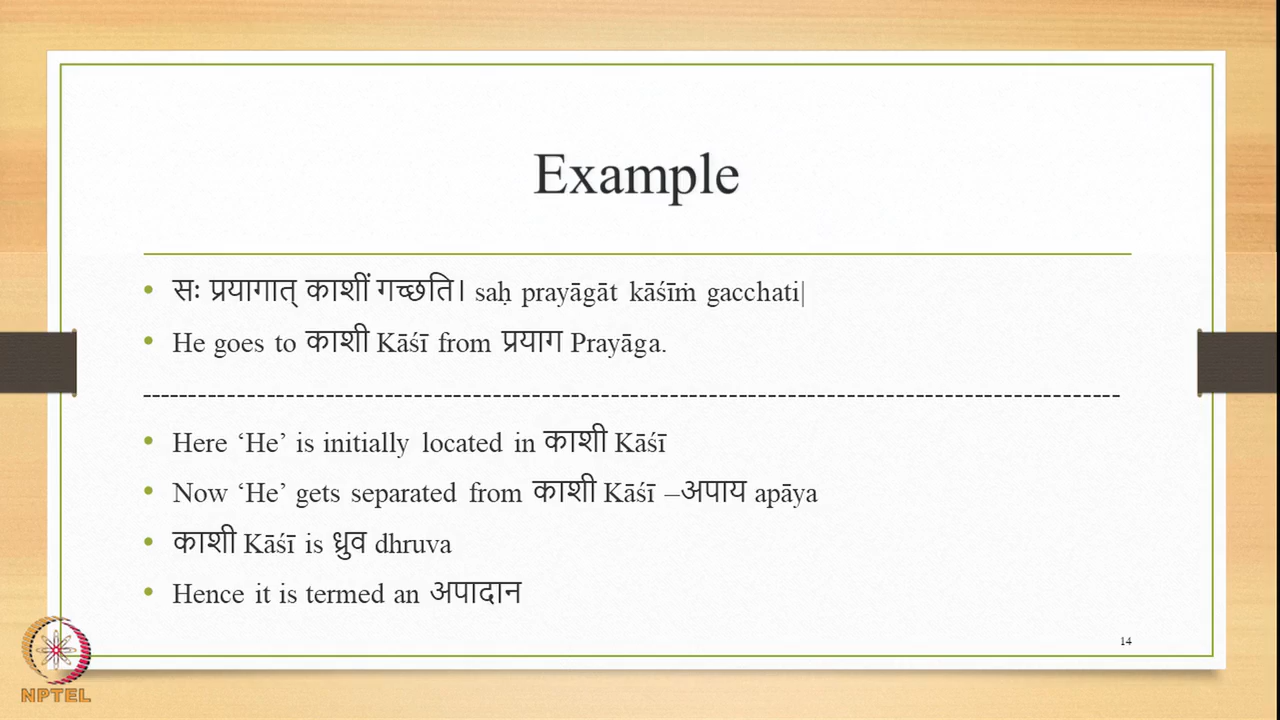 Example
• सः प्रयागात् काशीं गच्छति। saḥ prayāgāt kāśīṁ gacchati|
• He goes to काशी Kāśī from प्रयाग Prayāga.
--------------------------------------------------------------------------------------------------
• Here ‘He’ is initially located in काशी Kāśī
• Now ‘He’ gets separated from काशी Kāśī –अपाय apāya
• काशी Kāśī is ध्रुव dhruva
• Hence it is termed an अपादान
14
NPTEL